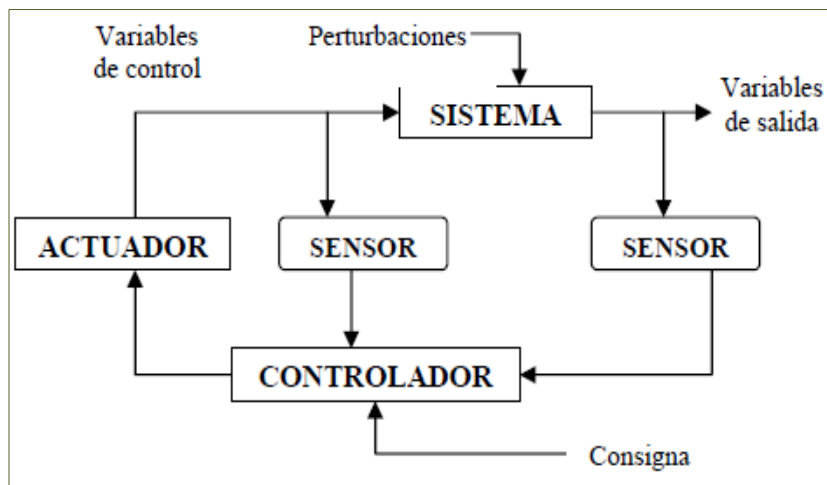 Variables
de control
Perturbaciones
Variables
de salida
SISTEMA
ACTUADOR
SENSOR
SENSOR
CONTROLADOR
Consigna